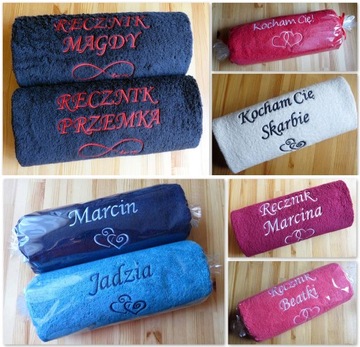 RĘCZNIK
MAGDY
RĘCZNIK
PRZEMKA
Kocham Cię!
Kocham Cię
Skarbie
Marcin
Jadzia
Ręcznik
Marcina
Ręcznik
Beatki